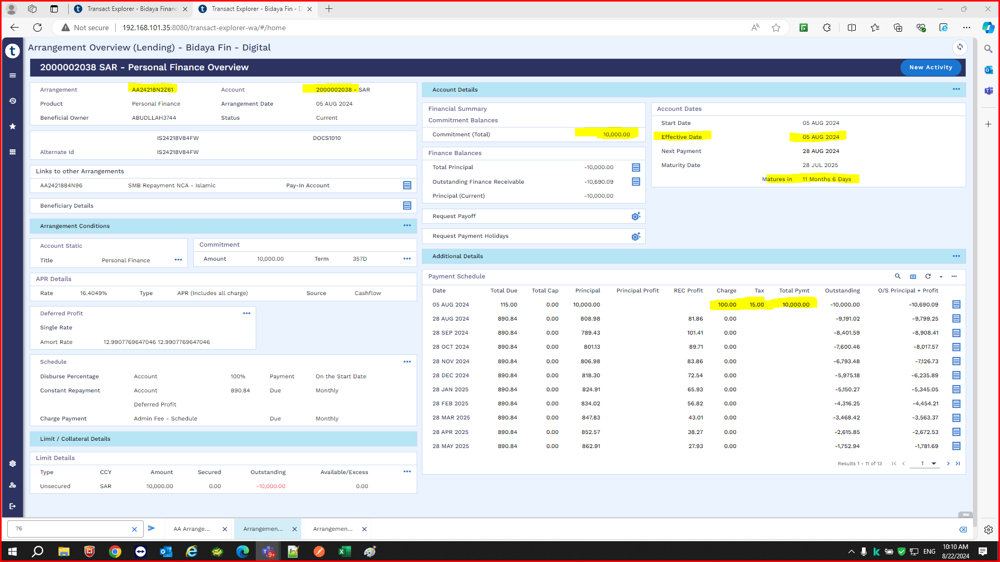 Transact Explorer - Bidaya Financ
Transact Explorer - Bidaya Fin - D
Not secure
192.168.101.35:8080/transact-explorer-wa/#/home
Arrangement Overview (Lending) - Bidaya Fin - Digital
2000002038 SAR - Personal Finance Overview
New Activity
Arrangement AA24218N2Z61 Account 2000002038 - SAR
Product Personal Finance Arrangement Date 05 AUG 2024
Beneficial Owner ABUDLLAH3744 Status Current
IS24218V84FW DOCS1010
Alternate Id IS24218V84FW
Links to other Arrangements
AA2421884N96 SMB Repayment NCA - Islamic Pay-In Account
Beneficiary Details
Arrangement Conditions
Account Static
Title Personal Finance
Commitment
Amount 10,000.00 Term 357D
APR Details
Rate 16.4049% Type APR (Includes all charge) Source Cashflow
Deferred Profit
Single Rate
Amort Rate 12.9907769647046 12.9907769647046
Schedule
Disburse Percentage Account 100% Payment On the Start Date
Constant Repayment Account 890.84 Due Monthly
Deferred Profit
Charge Payment Admin Fee - Schedule Due Monthly
Limit / Collateral Details
Limit Details
Type CCY Amount Secured Outstanding Available/Excess
Unsecured SAR 10,000.00 0.00 -10,000.00 0.00
Account Details
Financial Summary
Commitment Balances
Commitment (Total) 10,000.00
Finance Balances
Total Principal -10,000.00
Outstanding Finance Receivable -10,690.09
Principal (Current) -10,000.00
Request Payoff
Request Payment Holidays
Account Dates
Start Date 05 AUG 2024
Effective Date 05 AUG 2024
Next Payment 28 AUG 2024
Maturity Date 28 JUL 2025
Matures in 11 Months 6 Days
Additional Details
Payment Schedule
Date Total Due Total Cap Principal Principal Profit REC Profit Charge Tax Total Pymt Outstanding O/S Principal + Profit
05 AUG 2024 115.00 0.00 10,000.00 100.00 15.00 10,000.00 -10,000.00 -10,690.09
28 AUG 2024 890.84 0.00 808.98 81.86 0.00 -9,191.02 -9,799.25
28 SEP 2024 890.84 0.00 789.43 101.41 0.00 -8,401.59 -8,908.41
28 OCT 2024 890.84 0.00 801.13 89.71 0.00 -7,600.46 -8,017.57
28 NOV 2024 890.84 0.00 806.98 83.86 0.00 -6,793.48 -7,126.73
28 DEC 2024 890.84 0.00 818.30 72.54 0.00 -5,975.18 -6,235.89
28 JAN 2025 890.84 0.00 824.91 65.93 0.00 -5,150.27 -5,345.05
28 FEB 2025 890.84 0.00 834.02 56.82 0.00 -4,316.25 -4,454.21
28 MAR 2025 890.84 0.00 847.83 43.01 0.00 -3,468.42 -3,563.37
28 APR 2025 890.84 0.00 852.57 38.27 0.00 -2,615.85 -2,672.53
28 MAY 2025 890.84 0.00 862.91 27.93 0.00 -1,752.94 -1,781.69
Results 1 - 11 of 13 1
?6
AA Arrange...
Arrangemen...
Arrangemen...
9+
ENG
10:10 AM
8/22/2024